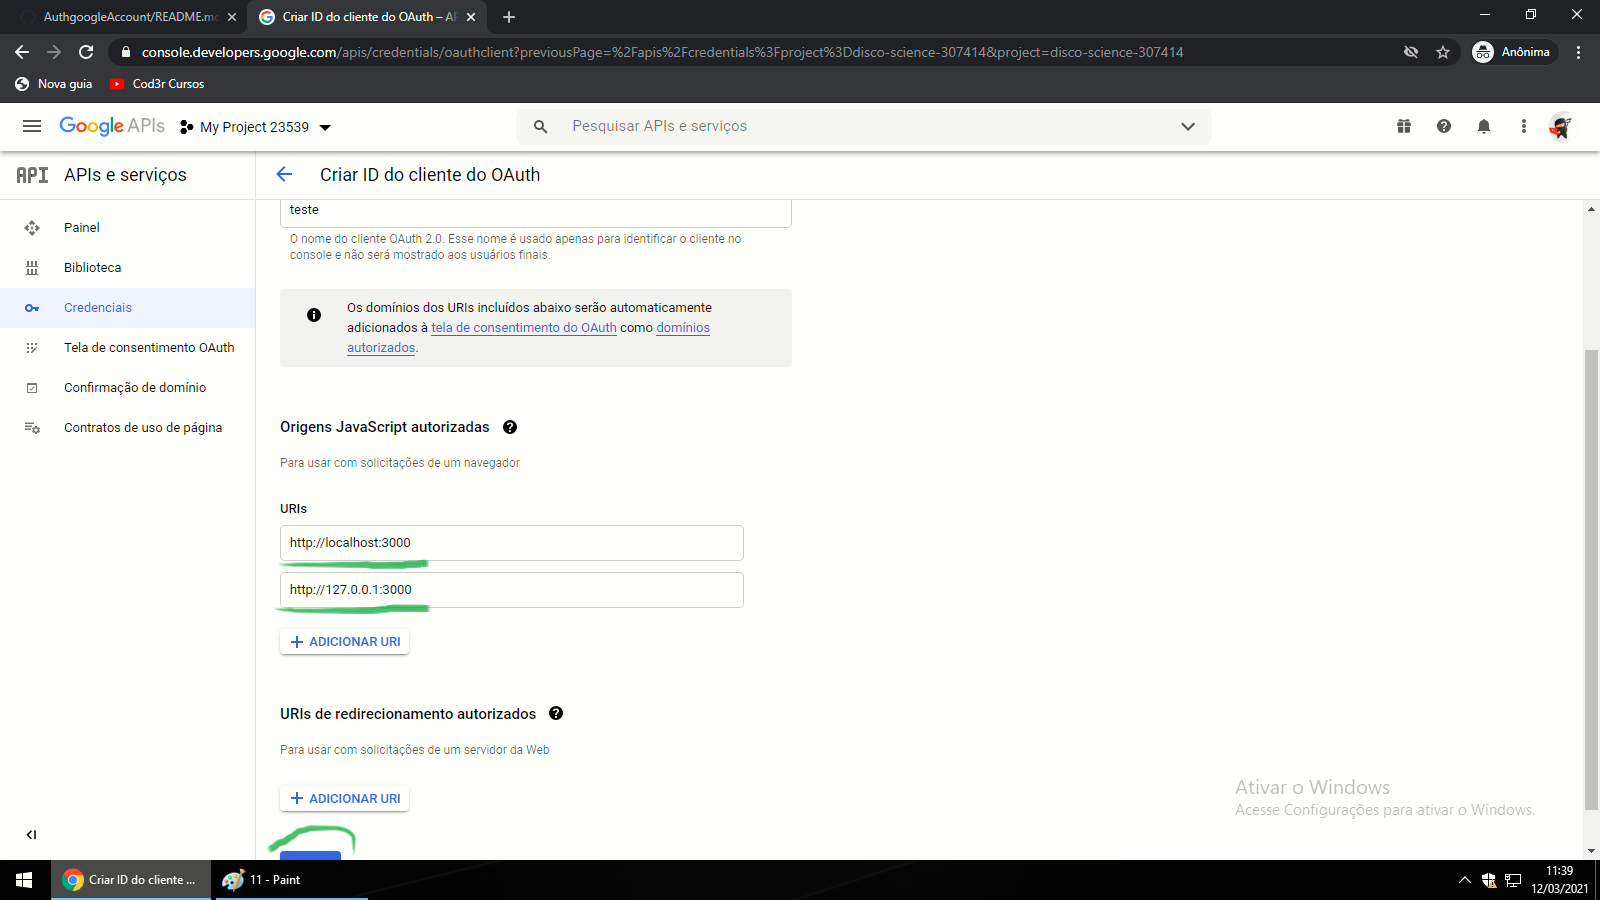 AuthgoogleAccount/README.md
Criar ID do cliente do OAuth – AP
console.developers.google.com/apis/credentials/oauthclient?previousPage=%2Fapis%2Fcredentials%3Fproject%3Ddisco-science-307414&project=disco-science-307414
Anônima
Nova guia
Cod3r Cursos
Google APIs
My Project 23539
Pesquisar APIs e serviços
API APIs e serviços
Criar ID do cliente do OAuth
Painel
Biblioteca
Credenciais
Tela de consentimento OAuth
Confirmação de domínio
Contratos de uso de página
teste
O nome do cliente OAuth 2.0. Esse nome é usado apenas para identificar o cliente no
console e não será mostrado aos usuários finais.
Os domínios dos URIs incluídos abaixo serão automaticamente
adicionados à tela de consentimento do OAuth como domínios
autorizados.
Origens JavaScript autorizadas
Para usar com solicitações de um navegador
URIs
http://localhost:3000
http://127.0.0.1:3000
ADICIONAR URI
URIs de redirecionamento autorizados
Para usar com solicitações de um servidor da Web
ADICIONAR URI
Ativar o Windows
Acesse Configurações para ativar o Windows.
Criar ID do cliente ...
11 - Paint
11:39
12/03/2021